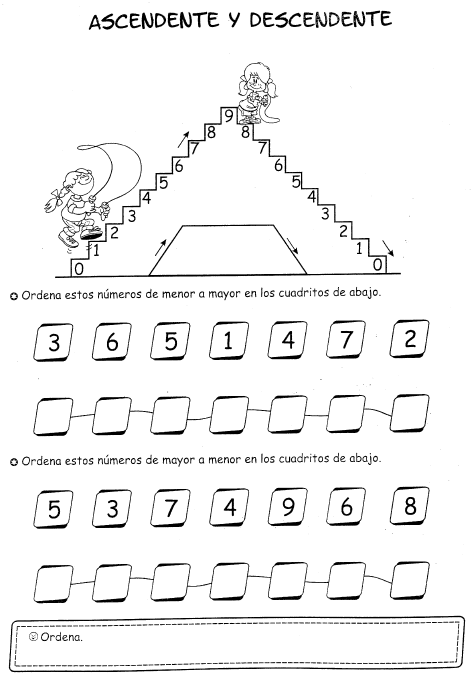 ASCENDENTE Y DESCENDENTE
9
8 8
7 7
6 6
5 5
4 4
3 3
2 2
1 1
0 0
✪ Ordena estos números de menor a mayor en los cuadritos de abajo.
3 6 5 1 4 7 2
✪ Ordena estos números de mayor a menor en los cuadritos de abajo.
5 3 7 4 9 6 8
☺ Ordena.